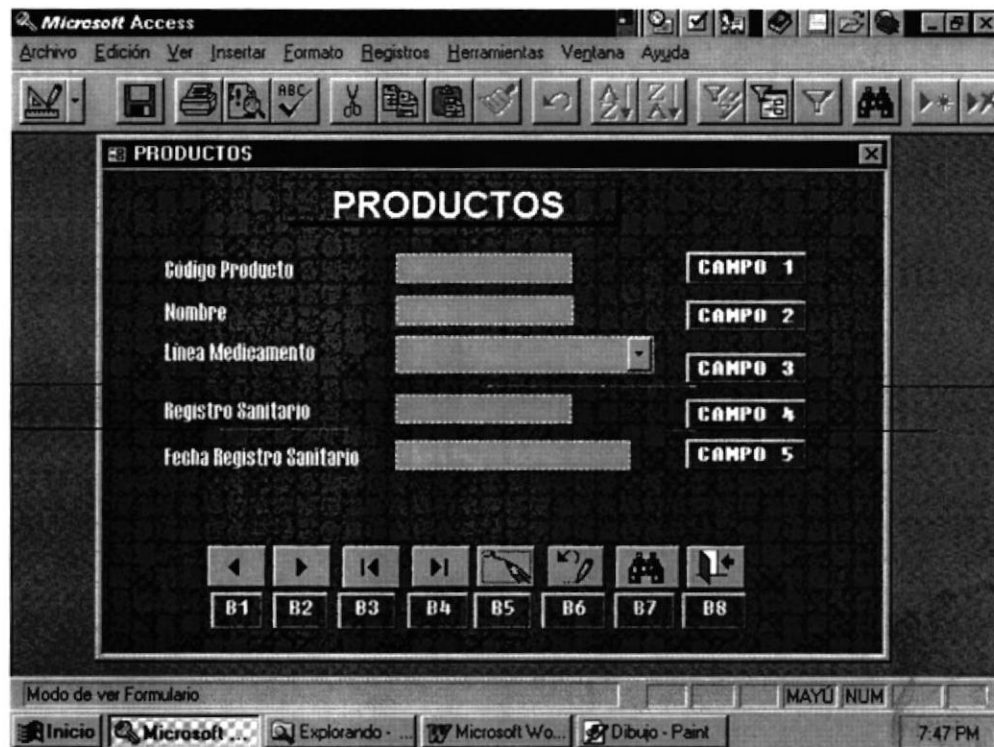 Microsoft Access
Archivo Edición Ver Insertar Formato Registros Herramientas Ventana Ayuda
ABC
PRODUCTOS
PRODUCTOS
Código Producto CAMPO 1
Nombre CAMPO 2
Línea Medicamento CAMPO 3
Registro Sanitario CAMPO 4
Fecha Registro Sanitario CAMPO 5
B1 B2 B3 B4 B5 B6 B7 B8
Modo de ver Formulario MAYÚ NUM
Inicio Microsoft ... Explorando - ... Microsoft Wo... Dibujo - Paint 7:47 PM